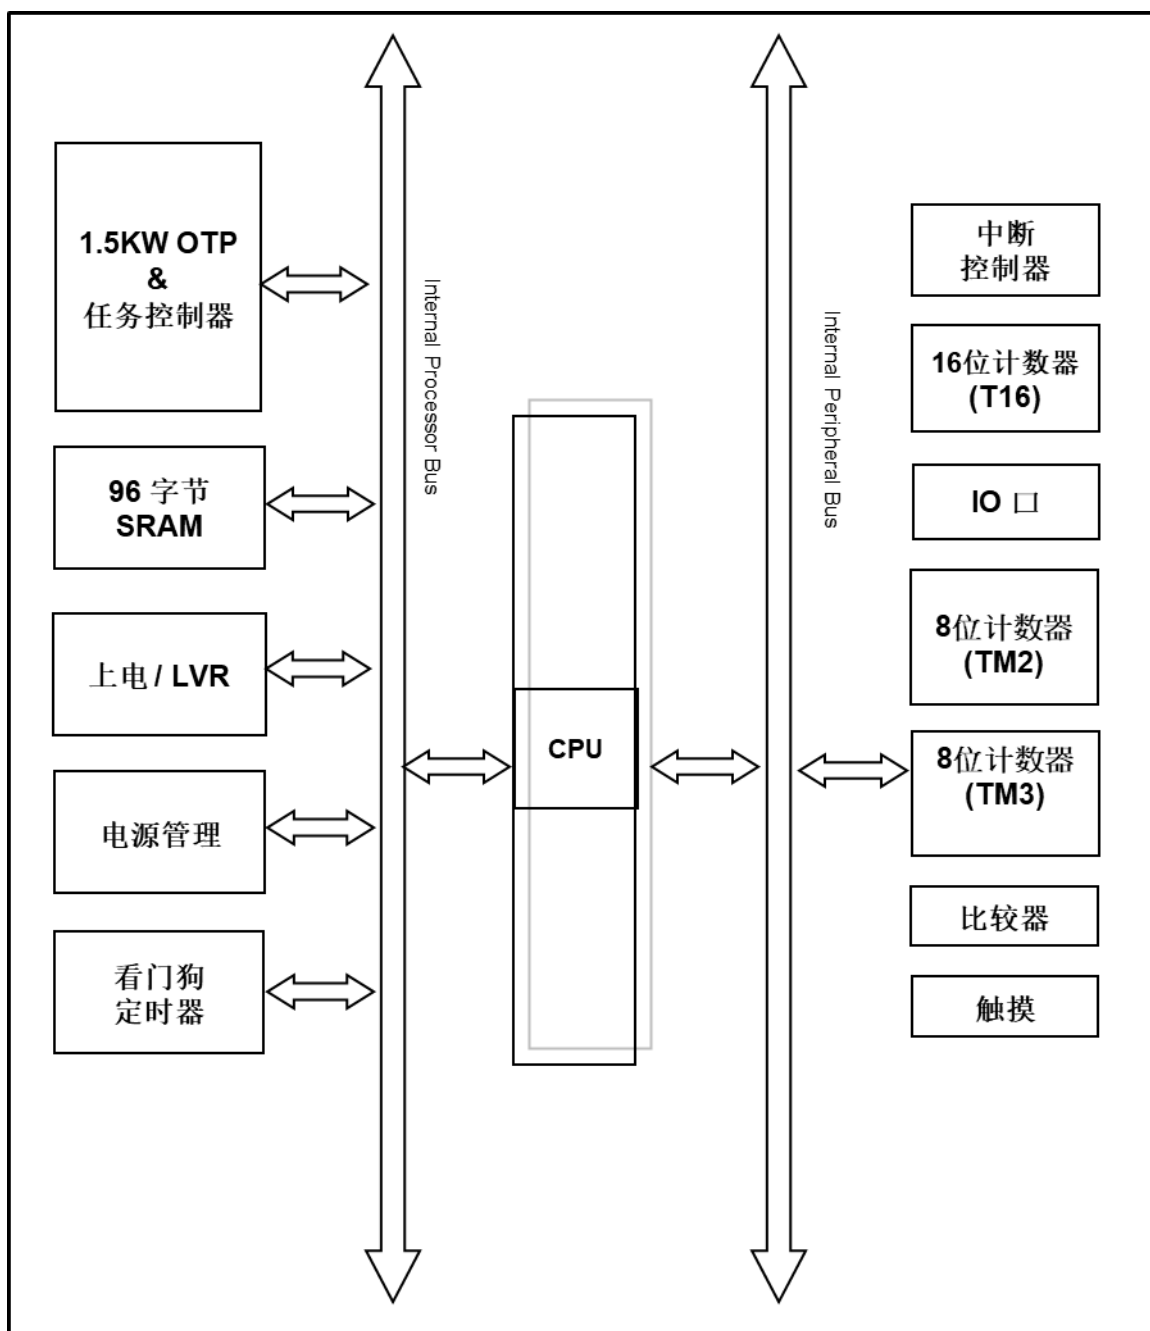 1.5KW OTP
&
任务控制器
96 字节
SRAM
上电 / LVR
电源管理
看门狗
定时器
Internal Processor Bus
CPU
Internal Peripheral Bus
中断
控制器
16位计数器
(T16)
IO 口
8位计数器
(TM2)
8位计数器
(TM3)
比较器
触摸